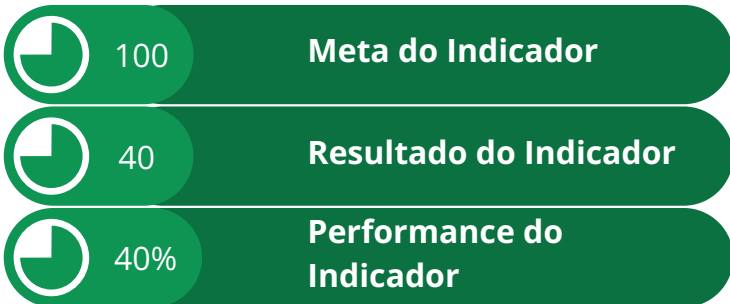 100 Meta do Indicador
40 Resultado do Indicador
40% Performance do
Indicador